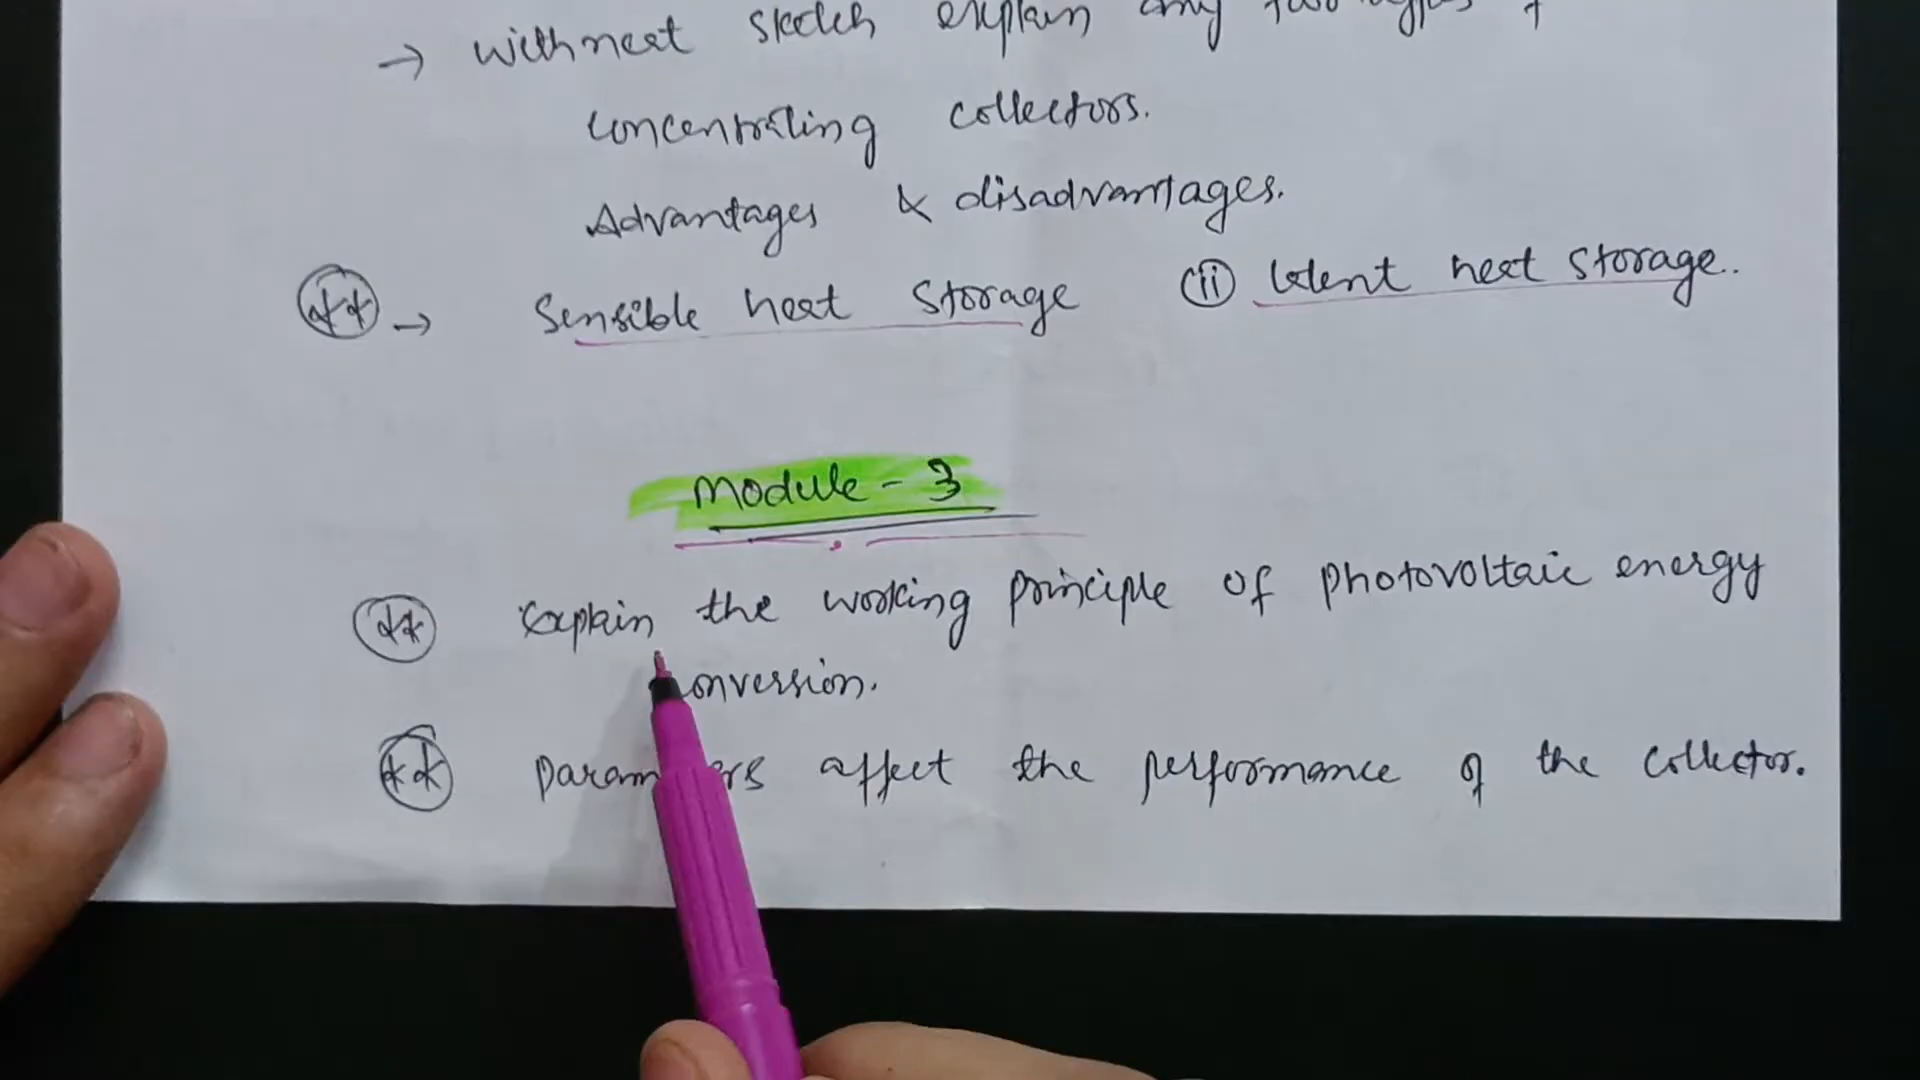 → with neat sketch explain any two types of
concentrating collectors.
Advantages & disadvantages.
** → Sensible heat storage (ii) latent heat storage.
Module - 3
** Explain the working principle of photovoltaic energy
conversion.
** Parameters affect the performance of the collector.